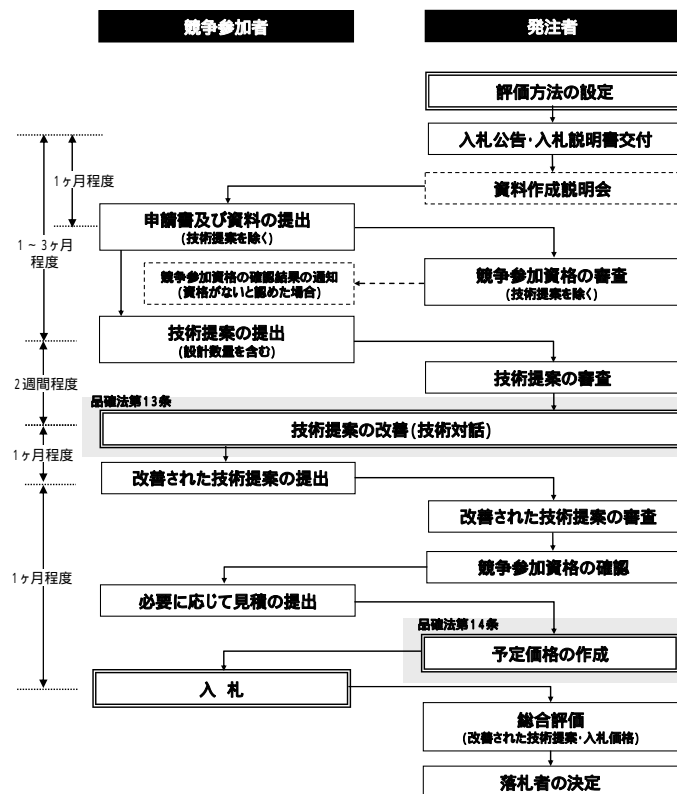 競争参加者
発注者
評価方法の設定
入札公告・入札説明書交付
1ヶ月程度
資料作成説明会
申請書及び資料の提出
(技術提案を除く)
1~3ヶ月
程度
競争参加資格の確認結果の通知
(資格がないと認めた場合)
競争参加資格の審査
(技術提案を除く)
技術提案の提出
(設計数量を含む)
2週間程度
技術提案の審査
品確法第13条
技術提案の改善(技術対話)
1ヶ月程度
改善された技術提案の提出
改善された技術提案の審査
競争参加資格の確認
1ヶ月程度
必要に応じて見積の提出
品確法第14条
予定価格の作成
入 札
総合評価
(改善された技術提案・入札価格)
落札者の決定